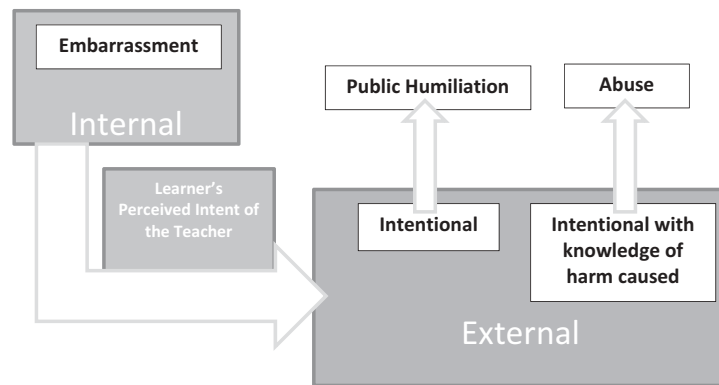 Embarrassment
Internal
Learner's
Perceived Intent of
the Teacher
Public Humiliation
Abuse
Intentional
Intentional with
knowledge of
harm caused
External